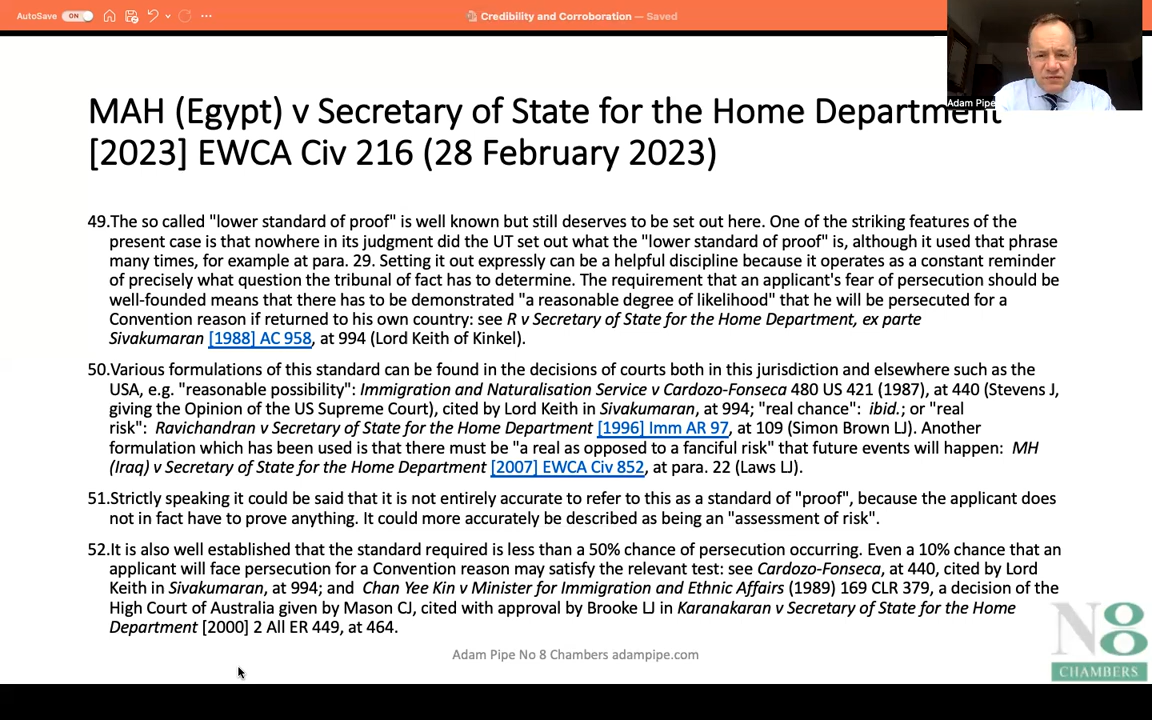 AutoSave ON
Credibility and Corroboration — Saved
Adam Pipe
MAH (Egypt) v Secretary of State for the Home Department
[2023] EWCA Civ 216 (28 February 2023)
49.The so called "lower standard of proof" is well known but still deserves to be set out here. One of the striking features of the
present case is that nowhere in its judgment did the UT set out what the "lower standard of proof" is, although it used that phrase
many times, for example at para. 29. Setting it out expressly can be a helpful discipline because it operates as a constant reminder
of precisely what question the tribunal of fact has to determine. The requirement that an applicant's fear of persecution should be
well-founded means that there has to be demonstrated "a reasonable degree of likelihood" that he will be persecuted for a
Convention reason if returned to his own country: see R v Secretary of State for the Home Department, ex parte
Sivakumaran [1988] AC 958, at 994 (Lord Keith of Kinkel).
50.Various formulations of this standard can be found in the decisions of courts both in this jurisdiction and elsewhere such as the
USA, e.g. "reasonable possibility": Immigration and Naturalisation Service v Cardozo-Fonseca 480 US 421 (1987), at 440 (Stevens J,
giving the Opinion of the US Supreme Court), cited by Lord Keith in Sivakumaran, at 994; "real chance": ibid.; or "real
risk": Ravichandran v Secretary of State for the Home Department [1996] Imm AR 97, at 109 (Simon Brown LJ). Another
formulation which has been used is that there must be "a real as opposed to a fanciful risk" that future events will happen: MH
(Iraq) v Secretary of State for the Home Department [2007] EWCA Civ 852, at para. 22 (Laws LJ).
51.Strictly speaking it could be said that it is not entirely accurate to refer to this as a standard of "proof", because the applicant does
not in fact have to prove anything. It could more accurately be described as being an "assessment of risk".
52.It is also well established that the standard required is less than a 50% chance of persecution occurring. Even a 10% chance that an
applicant will face persecution for a Convention reason may satisfy the relevant test: see Cardozo-Fonseca, at 440, cited by Lord
Keith in Sivakumaran, at 994; and Chan Yee Kin v Minister for Immigration and Ethnic Affairs (1989) 169 CLR 379, a decision of the
High Court of Australia given by Mason CJ, cited with approval by Brooke LJ in Karanakaran v Secretary of State for the Home
Department [2000] 2 All ER 449, at 464.
Adam Pipe No 8 Chambers adampipe.com
N8
CHAMBERS